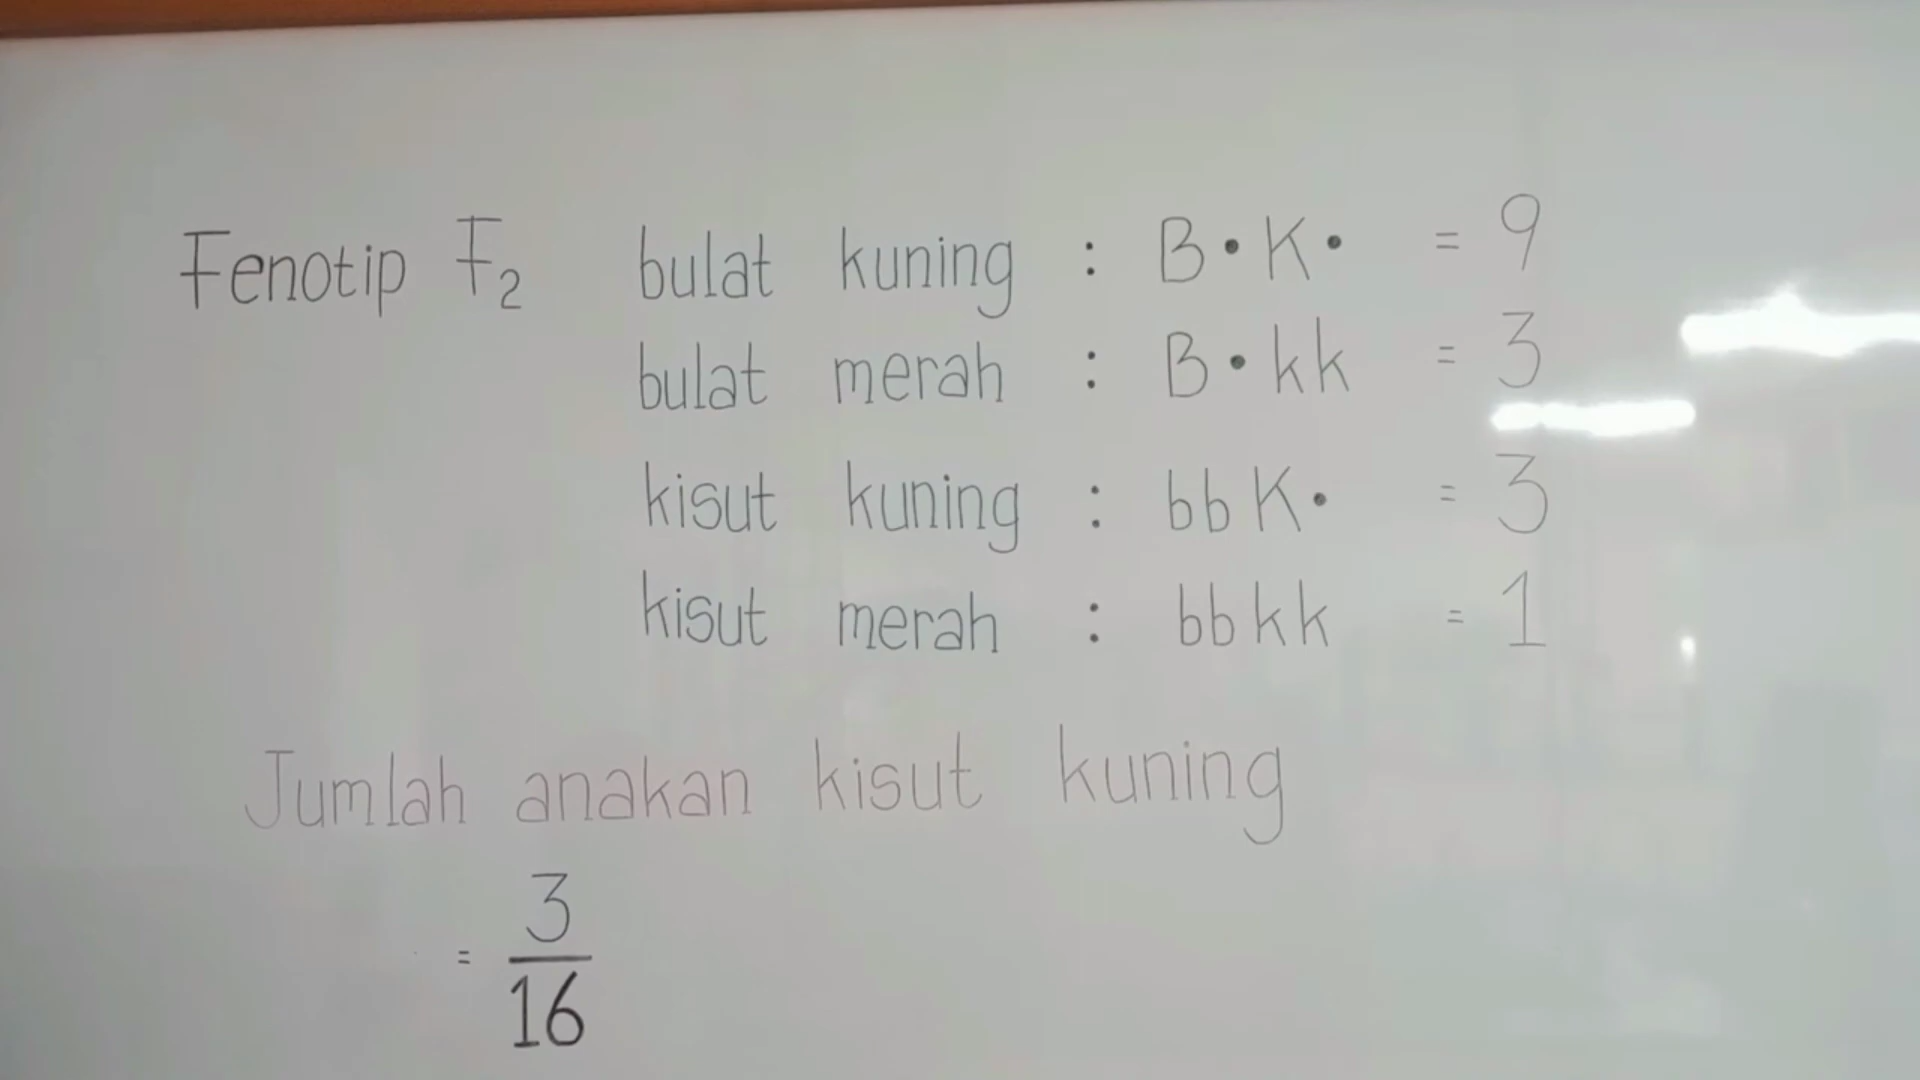 Fenotip F₂ bulat kuning : B•K• = 9
bulat merah : B•kk = 3
kisut kuning : bbK• = 3
kisut merah : bbkk = 1
Jumlah anakan kisut kuning
= 3/16